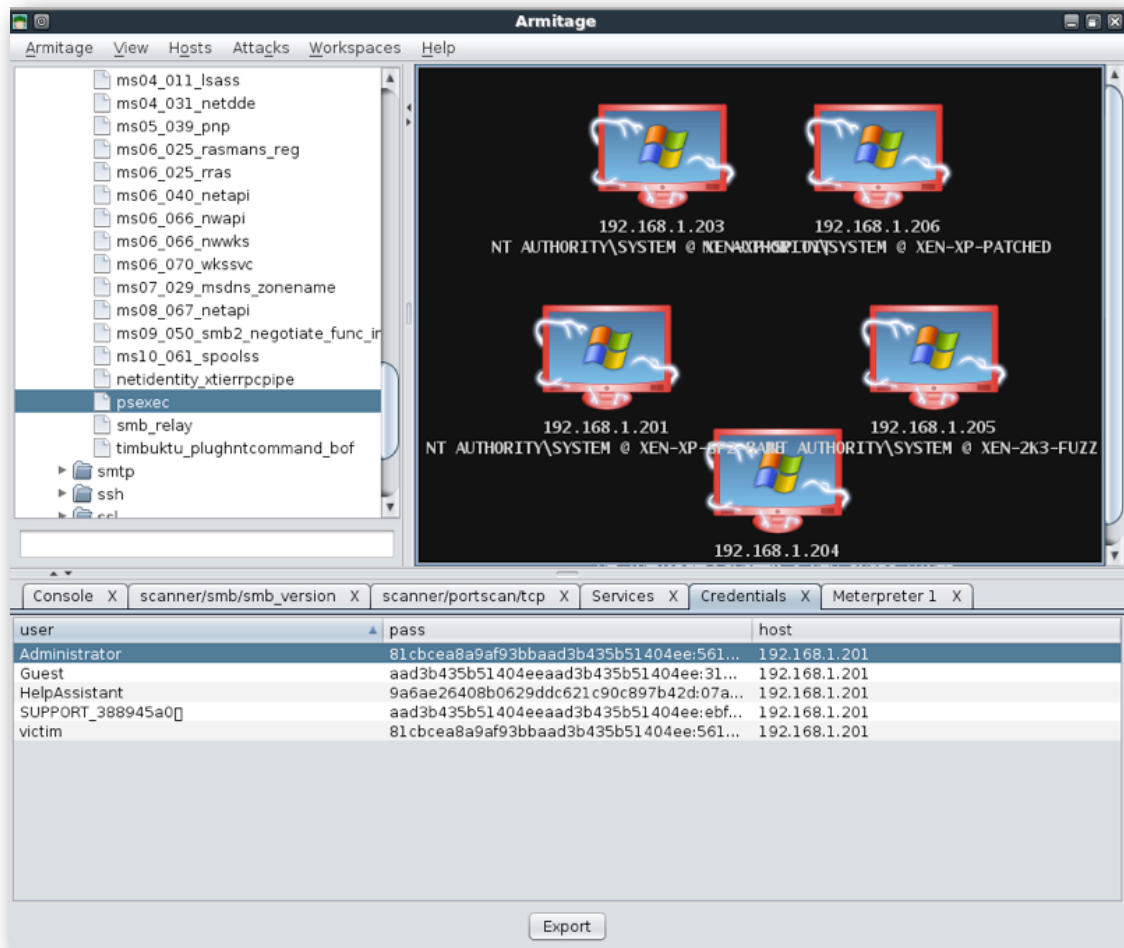 Armitage
Armitage View Hosts Attacks Workspaces Help
ms04_011_lsass
ms04_031_netdde
ms05_039_pnp
ms06_025_rasmans_reg
ms06_025_rras
ms06_040_netapi
ms06_066_nwapi
ms06_066_nwwks
ms06_070_wkssvc
ms07_029_msdns_zonename
ms08_067_netapi
ms09_050_smb2_negotiate_func_ir
ms10_061_spoolss
netidentity_xtierrpcpipe
psexec
smb_relay
timbuktu_plughntcommand_bof
smtp
ssh
ssl
192.168.1.203
NT AUTHORITY\SYSTEM @
192.168.1.206
\SYSTEM @ XEN-XP-PATCHED
192.168.1.201
NT AUTHORITY\SYSTEM @ XEN-XP-
192.168.1.205
AUTHORITY\SYSTEM @ XEN-2K3-FUZZ
192.168.1.204
Console X scanner/smb/smb_version X scanner/portscan/tcp X Services X Credentials X Meterpreter 1 X
user pass host
Administrator 81cbcea8a9af93bbaad3b435b51404ee:561... 192.168.1.201
Guest aad3b435b51404eeaad3b435b51404ee:31... 192.168.1.201
HelpAssistant 9a6ae26408b0629ddc621c90c897b42d:07a... 192.168.1.201
SUPPORT_388945a0▯ aad3b435b51404eeaad3b435b51404ee:ebf... 192.168.1.201
victim 81cbcea8a9af93bbaad3b435b51404ee:561... 192.168.1.201
Export